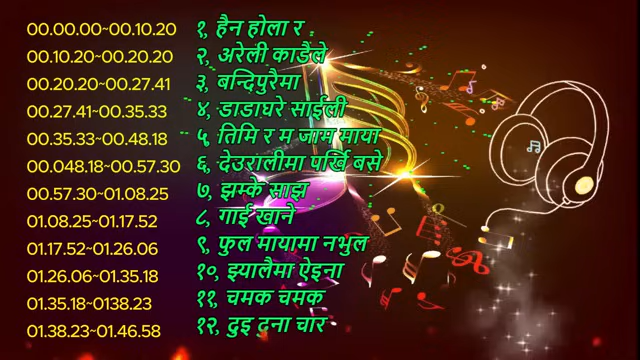 00.00.00~00.10.20 १, हैन होला र
00.10.20~00.20.20 २, अरेली काडैंले
00.20.20~00.27.41 ३, बन्दिपुरैमा
00.27.41~00.35.33 ४, डाडाघरे साईली
00.35.33~00.48.18 ५, तिमि र म जाम माया
00.048.18~00.57.30 ६, देउरालीमा पर्खि बसे
00.57.30~01.08.25 ७, झम्के साझ
01.08.25~01.17.52 ८, गाई खाने
01.17.52~01.26.06 ९, फुल मायामा नभुल
01.26.06~01.35.18 १०, झ्यालैमा ऐइना
01.35.18~0138.23 ११, चमक चमक
01.38.23~01.46.58 १२, दुइ दुना चार